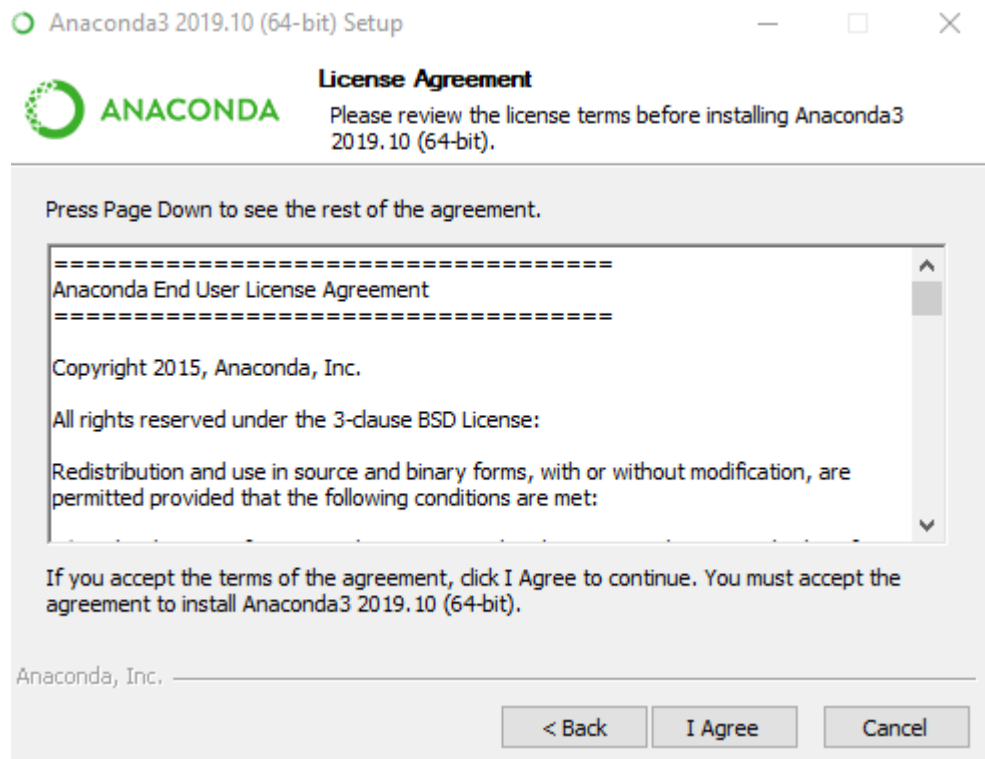 Anaconda3 2019.10 (64-bit) Setup
ANACONDA
License Agreement
Please review the license terms before installing Anaconda3
2019.10 (64-bit).
Press Page Down to see the rest of the agreement.
====================================
Anaconda End User License Agreement
====================================
Copyright 2015, Anaconda, Inc.
All rights reserved under the 3-clause BSD License:
Redistribution and use in source and binary forms, with or without modification, are
permitted provided that the following conditions are met:
If you accept the terms of the agreement, click I Agree to continue. You must accept the
agreement to install Anaconda3 2019.10 (64-bit).
Anaconda, Inc.
< Back
I Agree
Cancel